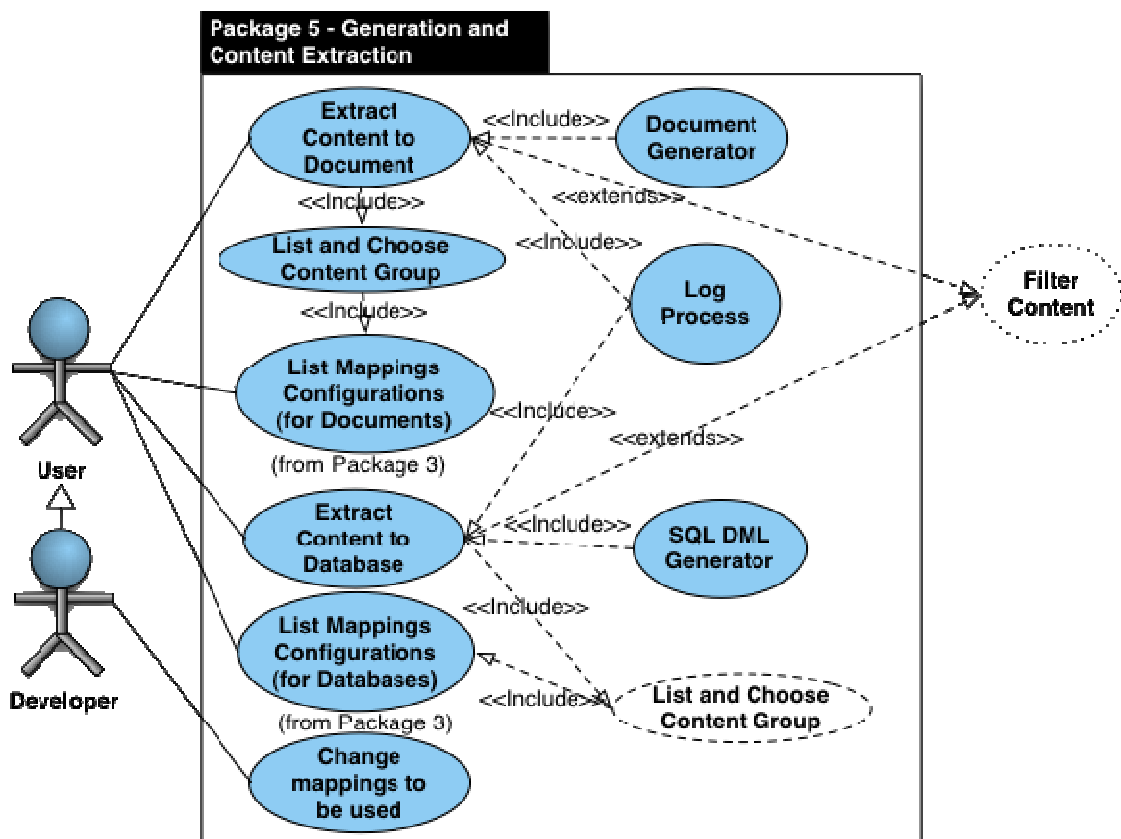 Package 5 - Generation and
Content Extraction
Extract
Content to
Document
<<Include>>
Document
Generator
<<extends>>
<<Include>>
<<Include>>
List and Choose
Content Group
Log
Process
Filter
Content
<<Include>>
List Mappings
Configurations
(for Documents)
<<Include>>
(from Package 3)
<<extends>>
User
Extract
Content to
Database
<<Include>>
SQL DML
Generator
<<Include>>
List Mappings
Configurations
(for Databases)
<<Include>>
List and Choose
Content Group
(from Package 3)
Developer
Change
mappings to
be used